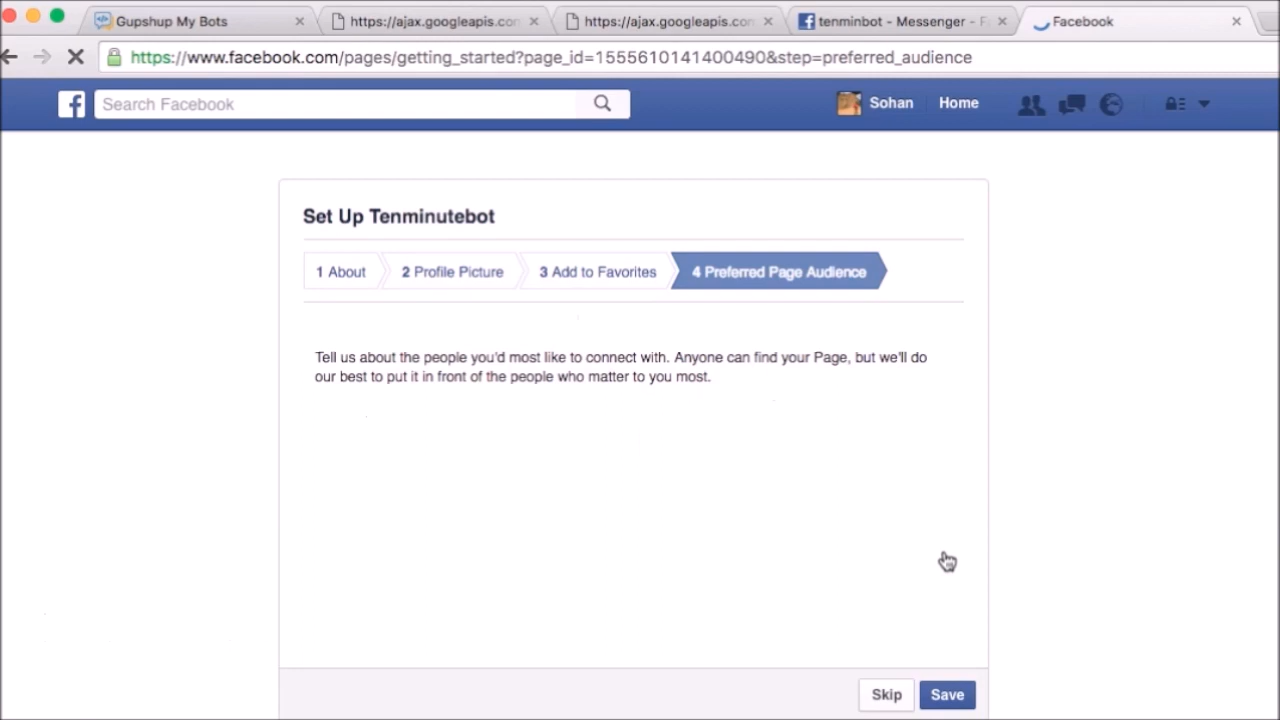 Gupshup My Bots
https://ajax.googleapis.con
https://ajax.googleapis.con
tenminbot - Messenger - F
Facebook
https://www.facebook.com/pages/getting_started?page_id=1555610141400490&step=preferred_audience
Search Facebook
Sohan
Home
Set Up Tenminutebot
1 About
2 Profile Picture
3 Add to Favorites
4 Preferred Page Audience
Tell us about the people you'd most like to connect with. Anyone can find your Page, but we'll do
our best to put it in front of the people who matter to you most.
Skip
Save